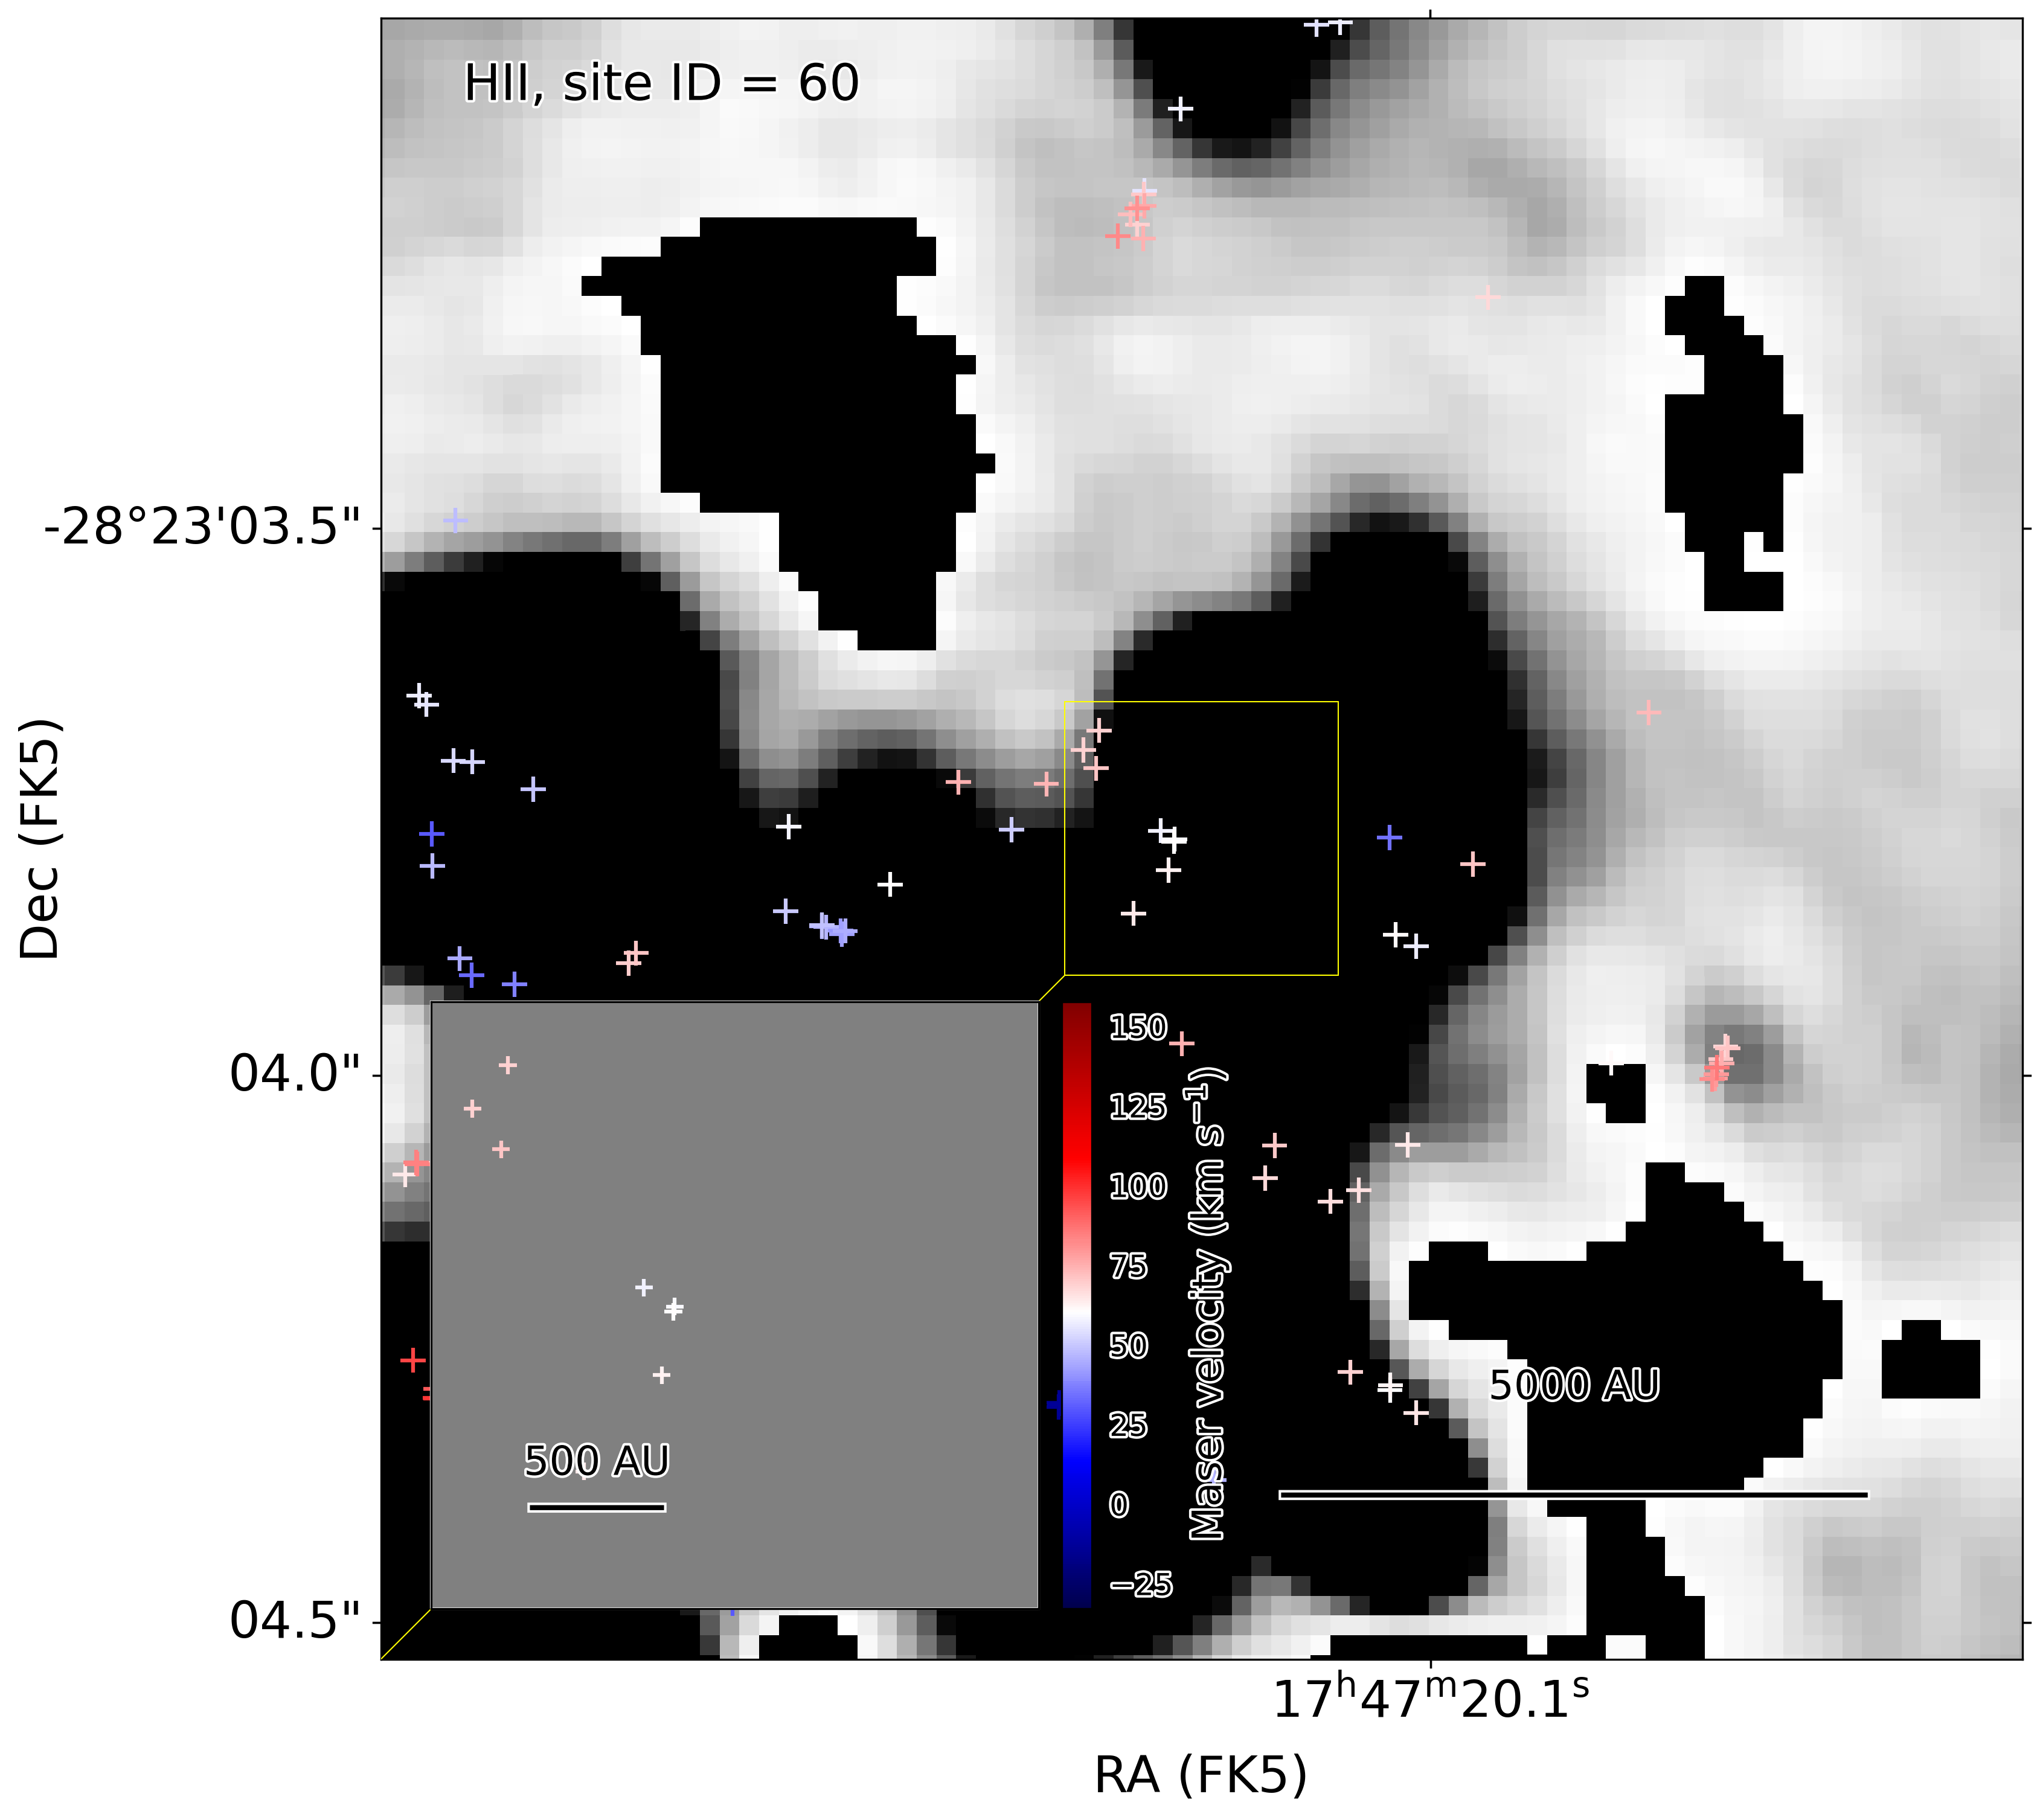 HII, site ID = 60
-28°23'03.5"
04.0"
04.5"
Dec (FK5)
150
125
100
75
50
25
0
−25
Maser velocity (km s⁻¹)
5000 AU
500 AU
17ʰ47ᵐ20.1ˢ
RA (FK5)